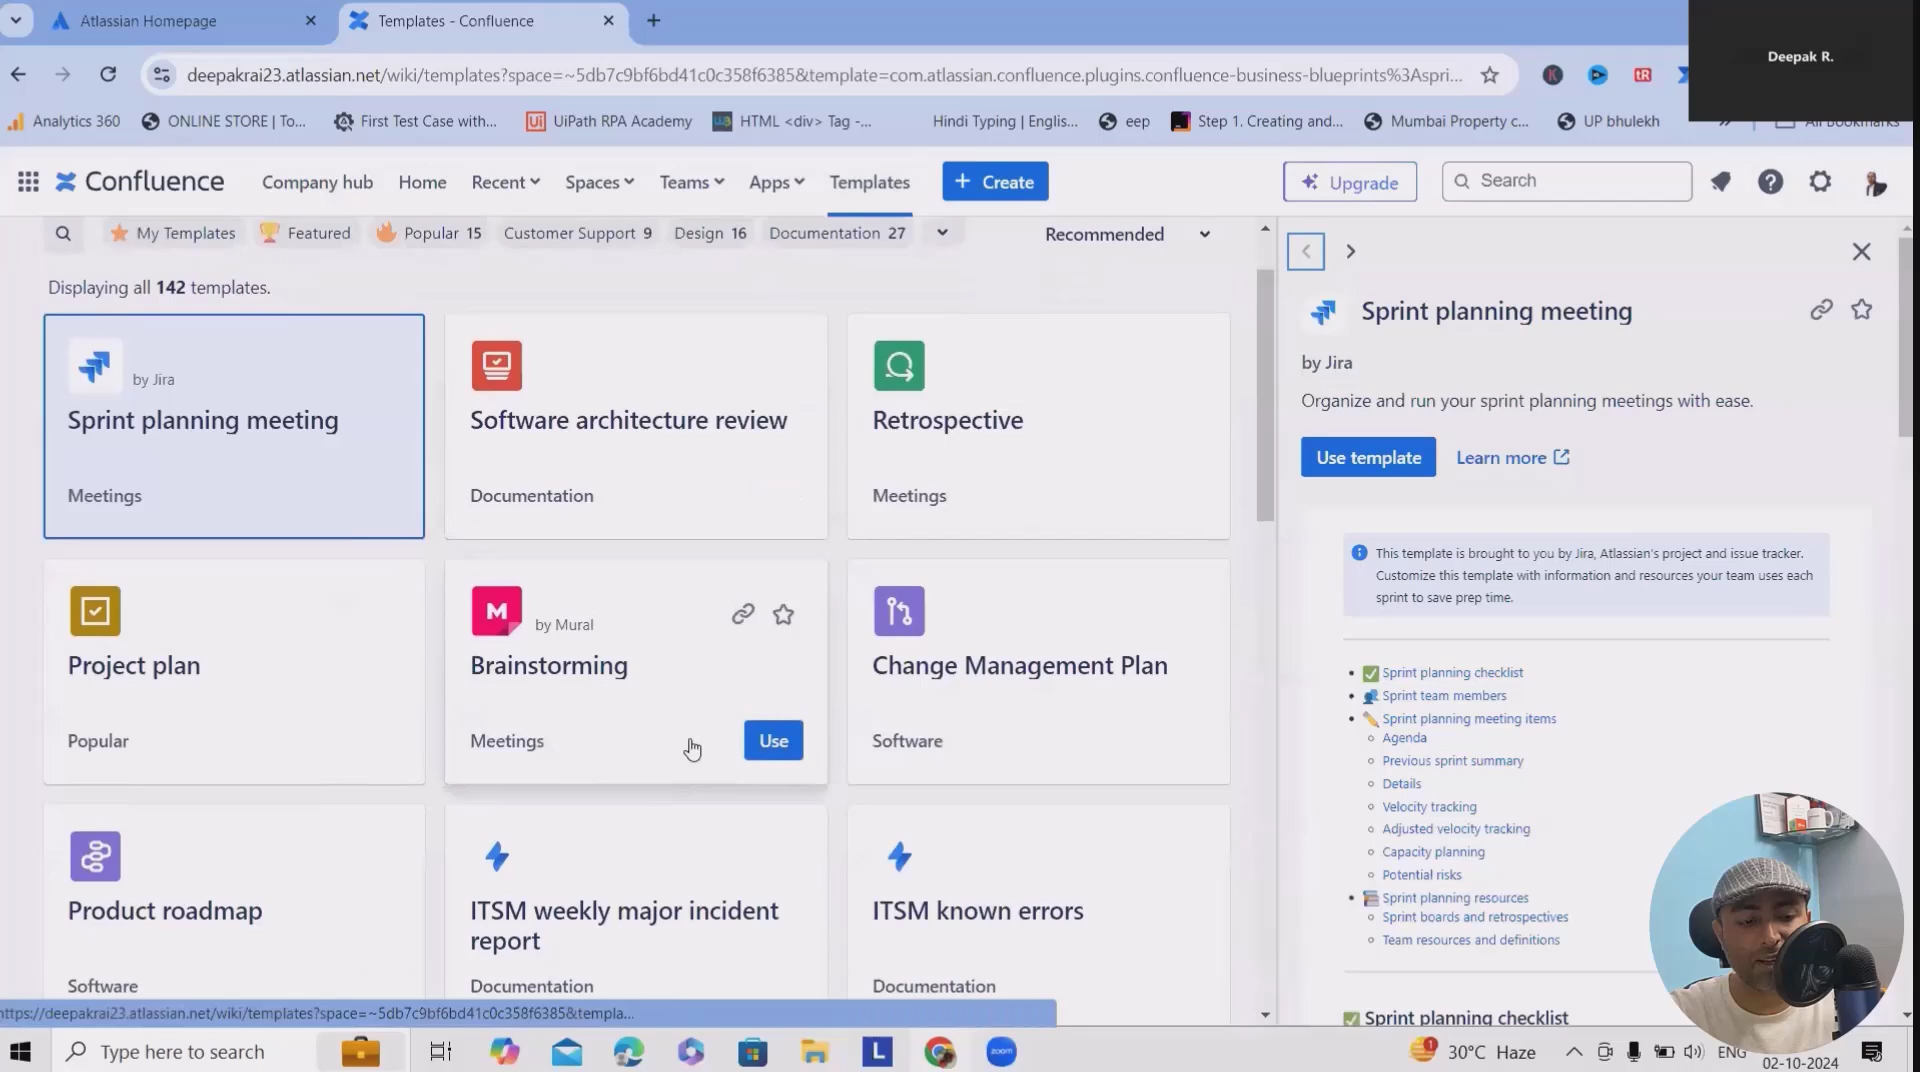 Atlassian Homepage
Templates - Confluence
Deepak R.
deepakrai23.atlassian.net/wiki/templates?space=~5db7c9bf6bd41c0c358f6385&template=com.atlassian.confluence.plugins.confluence-business-blueprints%3Aspri...
Analytics 360
ONLINE STORE | To...
First Test Case with...
UiPath RPA Academy
HTML <div> Tag -...
Hindi Typing | Englis...
eep
Step 1. Creating and...
Mumbai Property c...
UP bhulekh
All Bookmarks
Confluence
Company hub
Home
Recent
Spaces
Teams
Apps
Templates
+ Create
Upgrade
Search
My Templates
Featured
Popular 15
Customer Support 9
Design 16
Documentation 27
Recommended
Displaying all 142 templates.
by Jira
Sprint planning meeting
Meetings
Software architecture review
Documentation
Retrospective
Meetings
Project plan
Popular
M
by Mural
Brainstorming
Meetings
Use
Change Management Plan
Software
Product roadmap
Software
ITSM weekly major incident
report
Documentation
ITSM known errors
Documentation
Sprint planning meeting
by Jira
Organize and run your sprint planning meetings with ease.
Use template
Learn more
This template is brought to you by Jira, Atlassian's project and issue tracker.
Customize this template with information and resources your team uses each
sprint to save prep time.
Sprint planning checklist
Sprint team members
Sprint planning meeting items
Agenda
Previous sprint summary
Details
Velocity tracking
Adjusted velocity tracking
Capacity planning
Potential risks
Sprint planning resources
Sprint boards and retrospectives
Team resources and definitions
Sprint planning checklist
https://deepakrai23.atlassian.net/wiki/templates?space=~5db7c9bf6bd41c0c358f6385&templa...
Type here to search
L
zoom
1
30°C Haze
ENG
02-10-2024